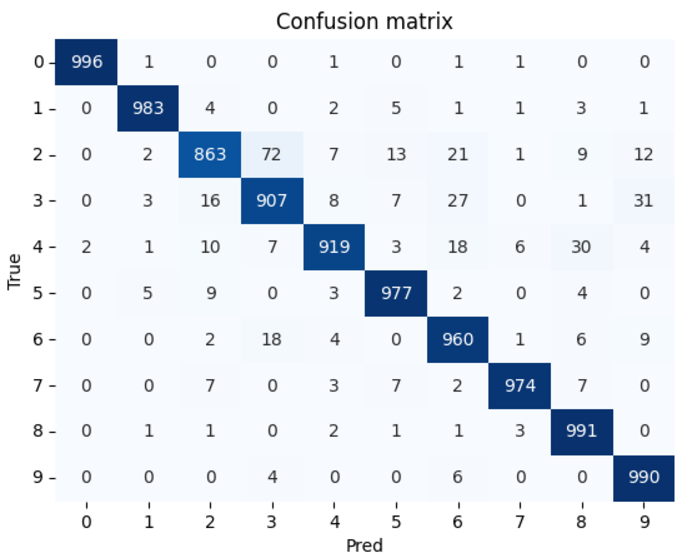 Confusion matrix
0 996 1 0 0 1 0 1 1 0 0
1 0 983 4 0 2 5 1 1 3 1
2 0 2 863 72 7 13 21 1 9 12
3 0 3 16 907 8 7 27 0 1 31
4 2 1 10 7 919 3 18 6 30 4
True
5 0 5 9 0 3 977 2 0 4 0
6 0 0 2 18 4 0 960 1 6 9
7 0 0 7 0 3 7 2 974 7 0
8 0 1 1 0 2 1 1 3 991 0
9 0 0 0 4 0 0 6 0 0 990
0 1 2 3 4 5 6 7 8 9
Pred